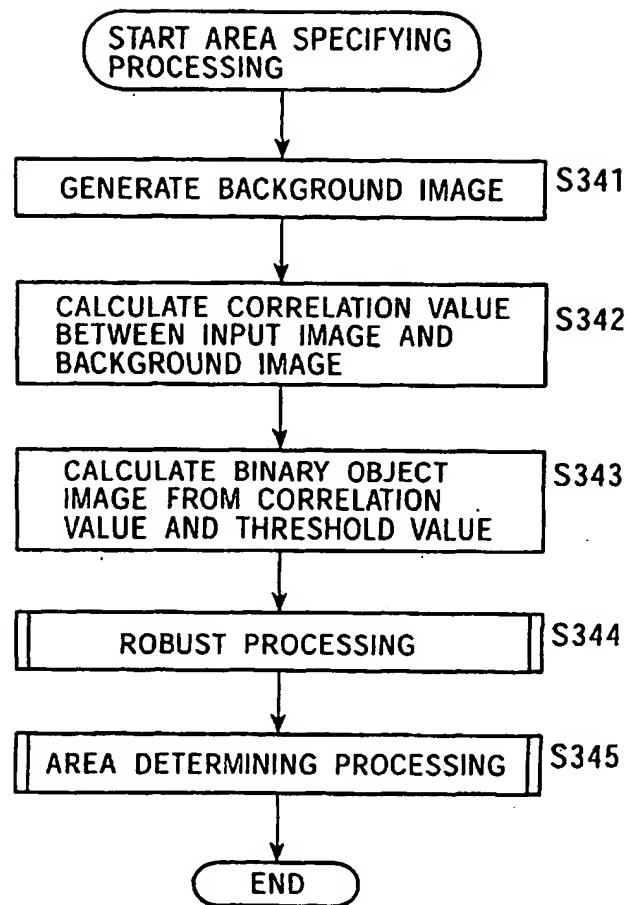 START AREA SPECIFYING
PROCESSING
GENERATE BACKGROUND IMAGE
S341
CALCULATE CORRELATION VALUE
BETWEEN INPUT IMAGE AND
BACKGROUND IMAGE
S342
CALCULATE BINARY OBJECT
IMAGE FROM CORRELATION
VALUE AND THRESHOLD VALUE
S343
ROBUST PROCESSING
S344
AREA DETERMINING PROCESSING
S345
END